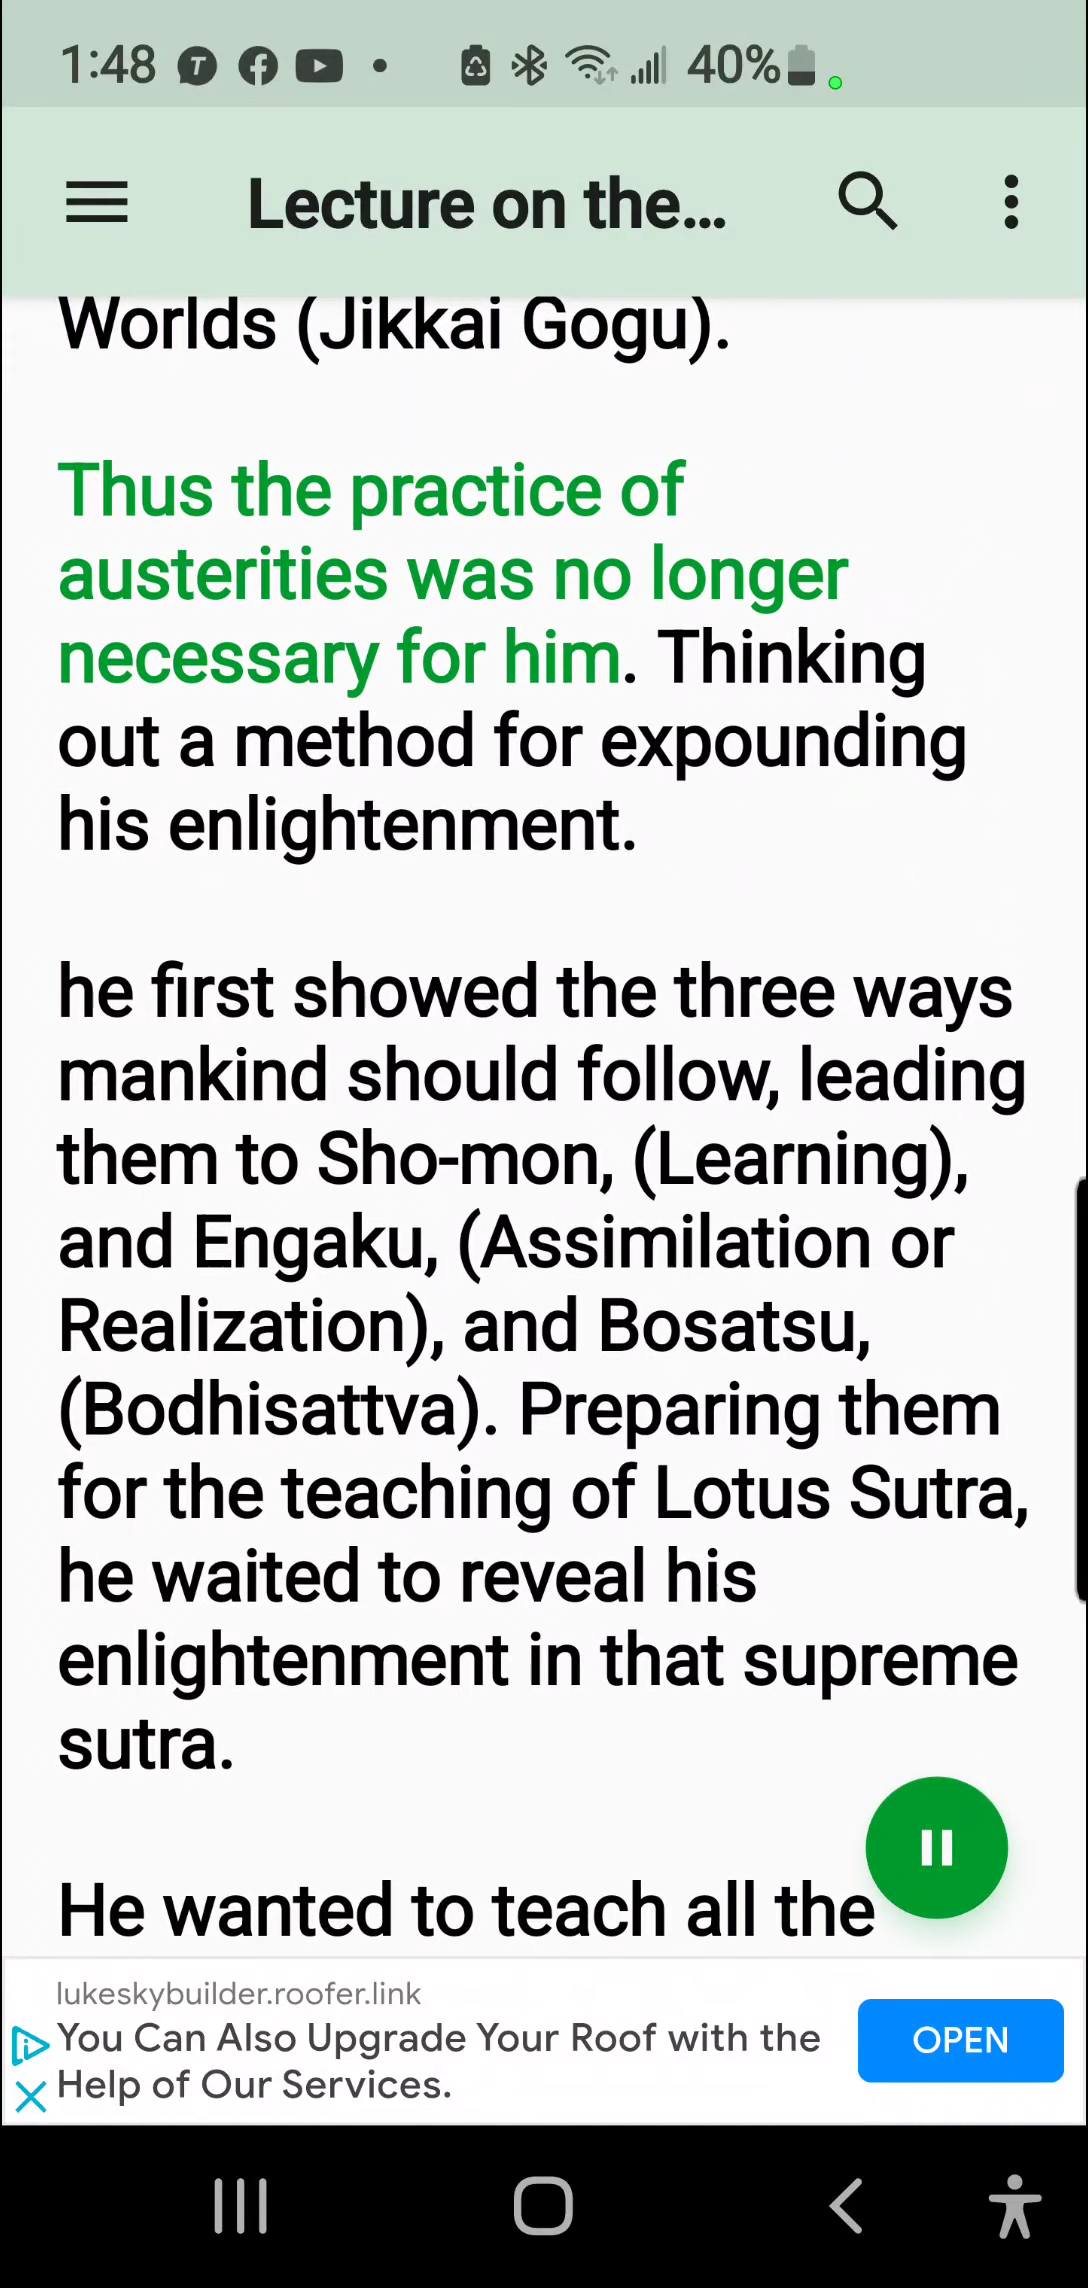 1:48 40%
Lecture on the...
Worlds (Jikkai Gogu).
Thus the practice of
austerities was no longer
necessary for him. Thinking
out a method for expounding
his enlightenment.
he first showed the three ways
mankind should follow, leading
them to Sho-mon, (Learning),
and Engaku, (Assimilation or
Realization), and Bosatsu,
(Bodhisattva). Preparing them
for the teaching of Lotus Sutra,
he waited to reveal his
enlightenment in that supreme
sutra.
He wanted to teach all the
lukeskybuilder.roofer.link
You Can Also Upgrade Your Roof with the
Help of Our Services.
OPEN